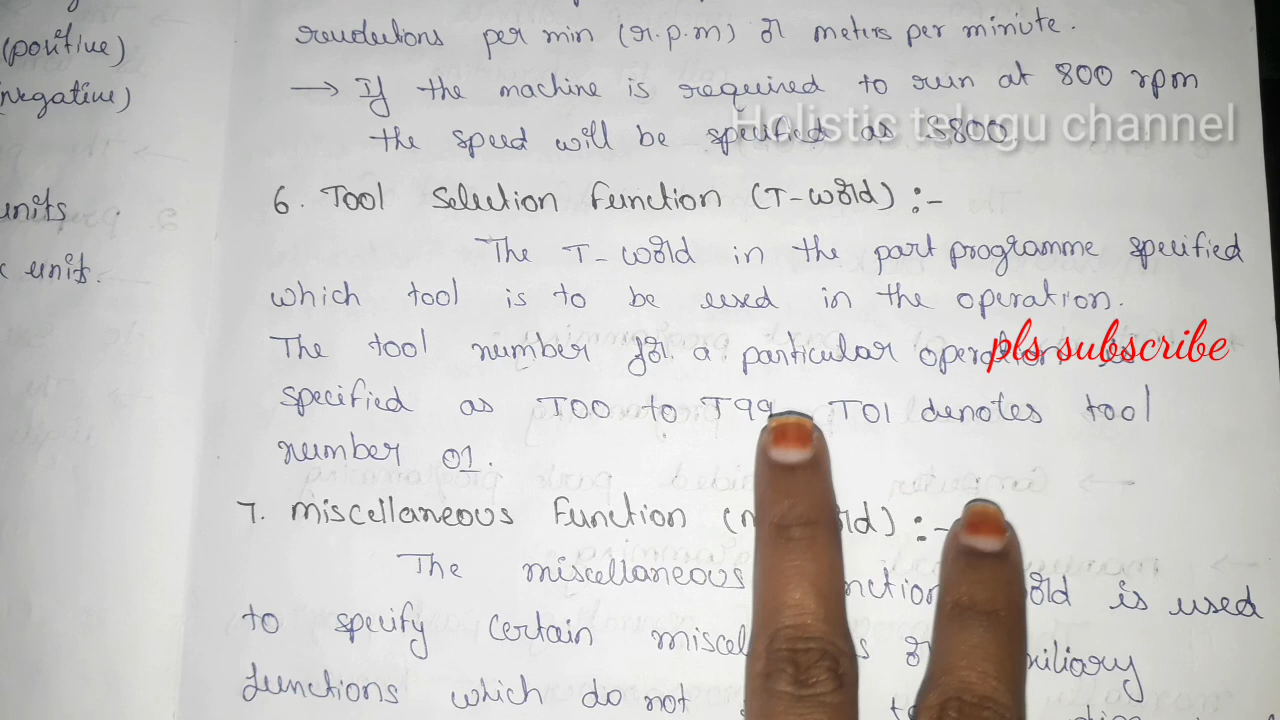 (positive)
(negative)
units
units.
per min (r.p.m) or meters per minute.
→ If the machine is required to run at 800 rpm
the speed will be specified as S800.
Holistic telugu channel
6. Tool Selection Function (T-word) :-
The T-word in the part programme specified
which tool is to be used in the operation.
The tool number for a particular operation is
pls subscribe
specified as T00 to T99 T01 denotes tool
number 01.
7. Miscellaneous Function :-
The miscellaneous is used
to specify certain
functions which do not